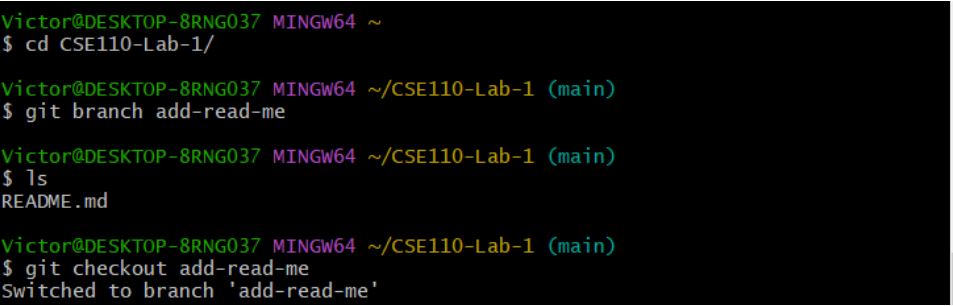 Victor@DESKTOP-8RNG037 MINGW64 ~
$ cd CSE110-Lab-1/
Victor@DESKTOP-8RNG037 MINGW64 ~/CSE110-Lab-1 (main)
$ git branch add-read-me
Victor@DESKTOP-8RNG037 MINGW64 ~/CSE110-Lab-1 (main)
$ ls
README.md
Victor@DESKTOP-8RNG037 MINGW64 ~/CSE110-Lab-1 (main)
$ git checkout add-read-me
Switched to branch 'add-read-me'